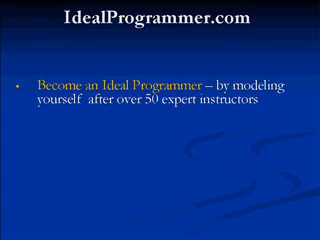 IdealProgrammer.com
• Become an Ideal Programmer – by modeling
yourself after over 50 expert instructors